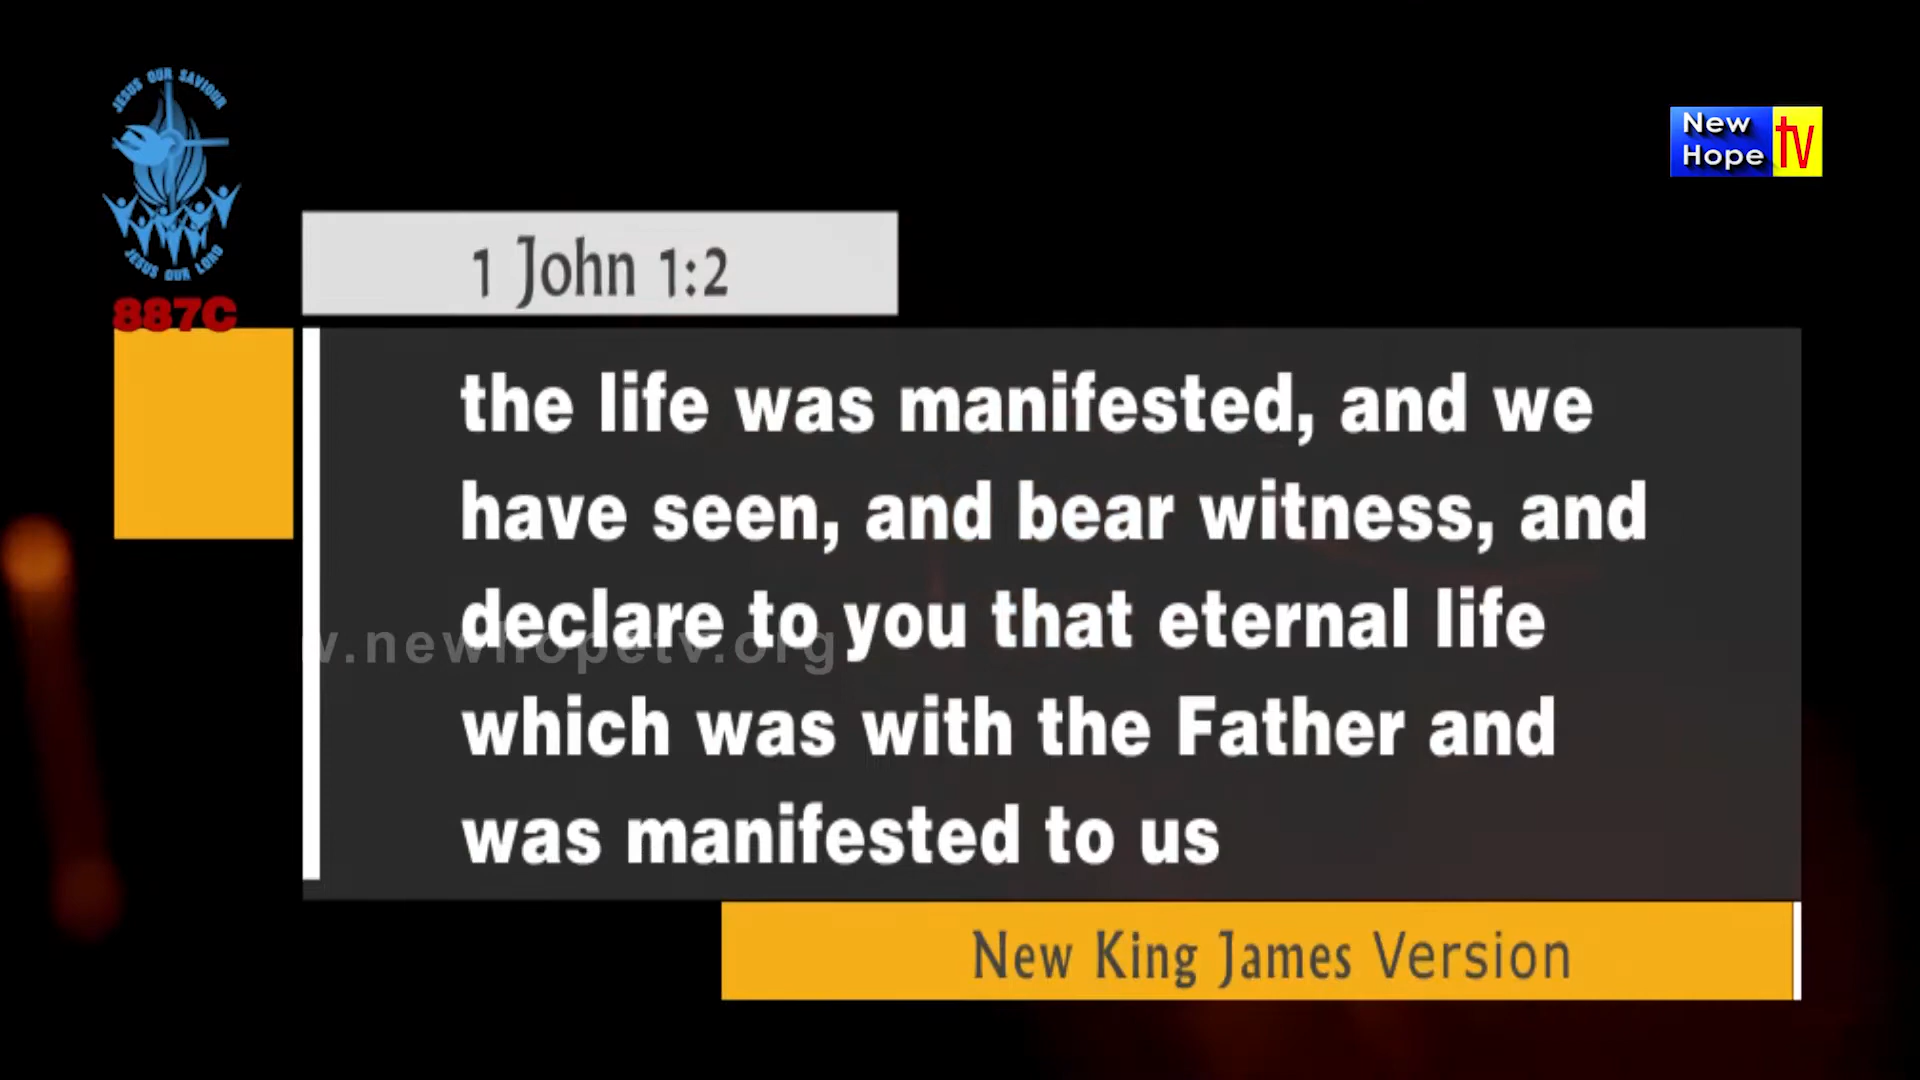 JESUS OUR SAVIOUR
JESUS OUR LORD
887C
New
Hope
tv
1 John 1:2
the life was manifested, and we
have seen, and bear witness, and
declare to you that eternal life
which was with the Father and
was manifested to us
w.newhopetv.org
New King James Version